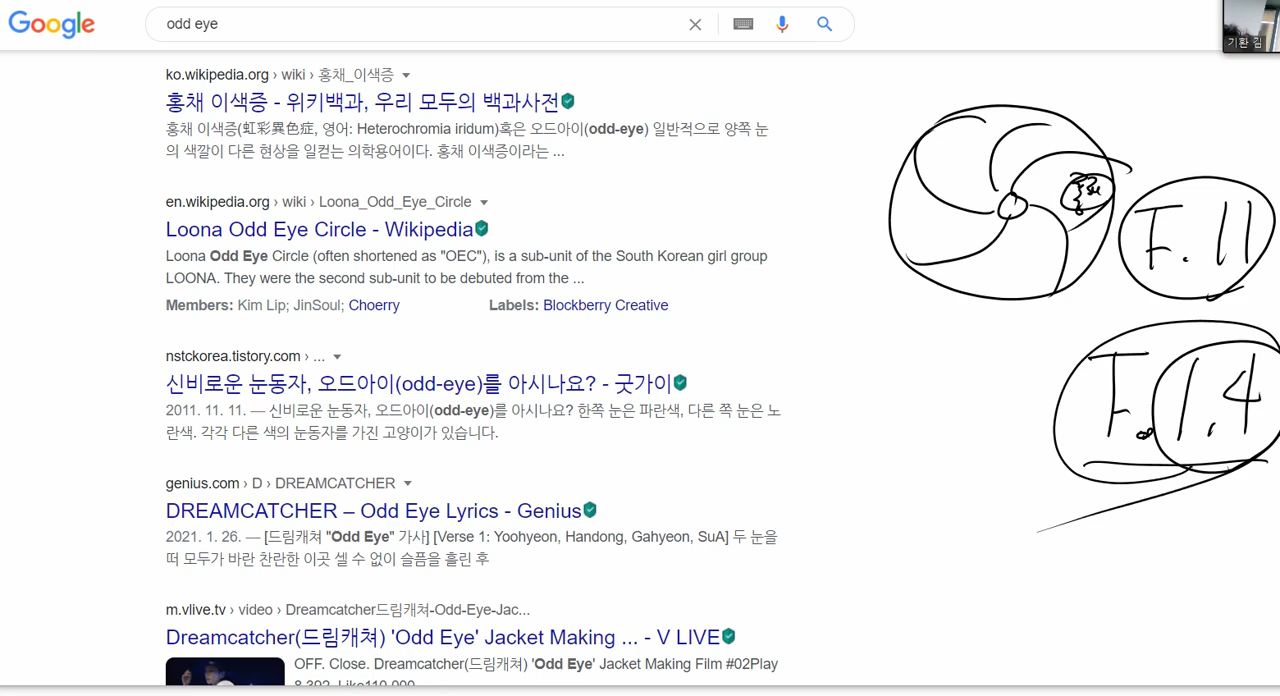 Google
odd eye
기환 김
ko.wikipedia.org › wiki › 홍채_이색증
홍채 이색증 - 위키백과, 우리 모두의 백과사전
홍채 이색증(虹彩異色症, 영어: Heterochromia iridum)혹은 오드아이(odd-eye) 일반적으로 양쪽 눈
의 색깔이 다른 현상을 일컫는 의학용어이다. 홍채 이색증이라는 ...
en.wikipedia.org › wiki › Loona_Odd_Eye_Circle
Loona Odd Eye Circle - Wikipedia
Loona Odd Eye Circle (often shortened as "OEC"), is a sub-unit of the South Korean girl group
LOONA. They were the second sub-unit to be debuted from the ...
Members: Kim Lip; JinSoul; Choerry Labels: Blockberry Creative
nstckorea.tistory.com › ...
신비로운 눈동자, 오드아이(odd-eye)를 아시나요? - 굿가이
2011. 11. 11. — 신비로운 눈동자, 오드아이(odd-eye)를 아시나요? 한쪽 눈은 파란색, 다른 쪽 눈은 노
란색. 각각 다른 색의 눈동자를 가진 고양이가 있습니다.
genius.com › D › DREAMCATCHER
DREAMCATCHER – Odd Eye Lyrics - Genius
2021. 1. 26. — [드림캐쳐 "Odd Eye" 가사] [Verse 1: Yoohyeon, Handong, Gahyeon, SuA] 두 눈을
떠 모두가 바란 찬란한 이곳 셀 수 없이 슬픔을 흘린 후
m.vlive.tv › video › Dreamcatcher드림캐쳐-Odd-Eye-Jac...
Dreamcatcher(드림캐쳐) 'Odd Eye' Jacket Making ... - V LIVE
OFF. Close. Dreamcatcher(드림캐쳐) 'Odd Eye' Jacket Making Film #02Play
F. 11
F. 1.4